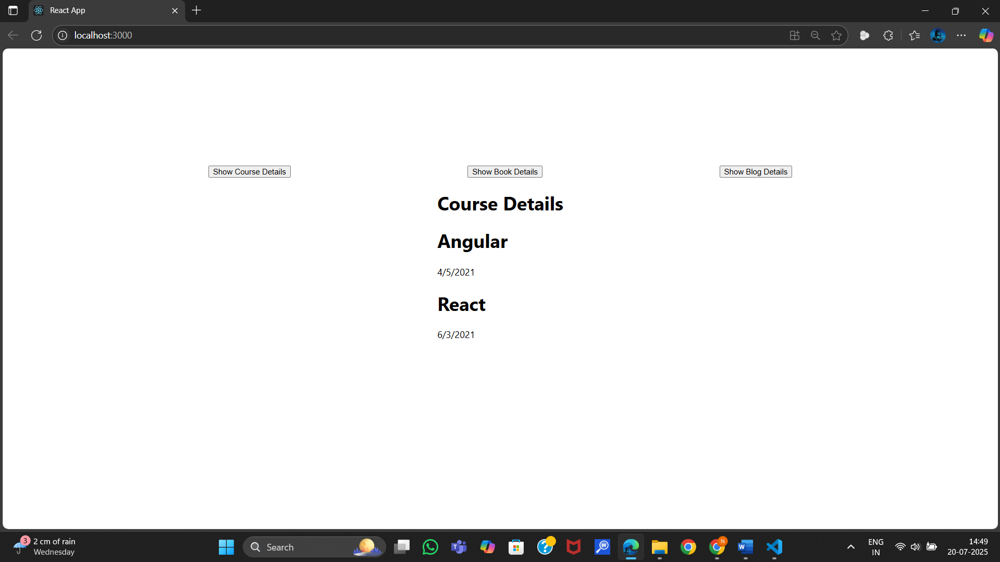 React App
localhost:3000
Show Course Details Show Book Details Show Blog Details
Course Details
Angular
4/5/2021
React
6/3/2021
3
2 cm of rain
Wednesday
Search
N
ENG
IN
14:49
20-07-2025